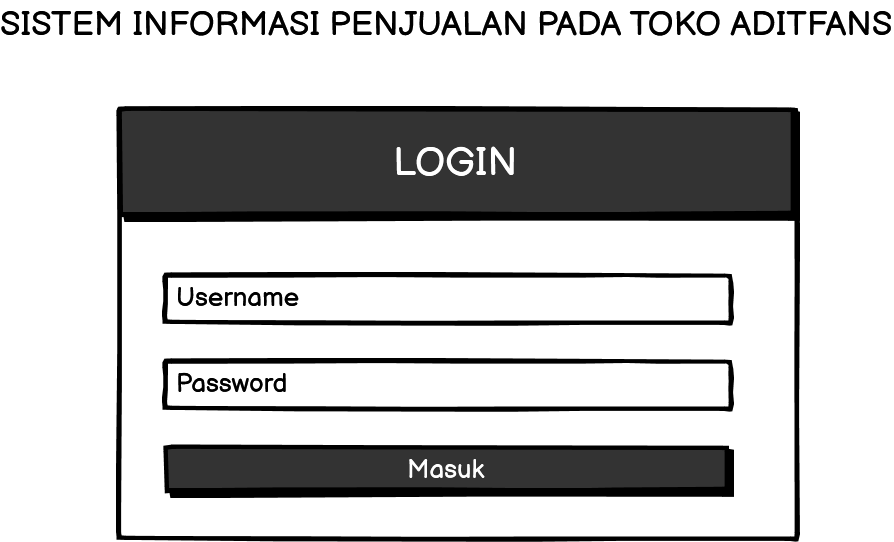 SISTEM INFORMASI PENJUALAN PADA TOKO ADITFANS
LOGIN
Username
Password
Masuk